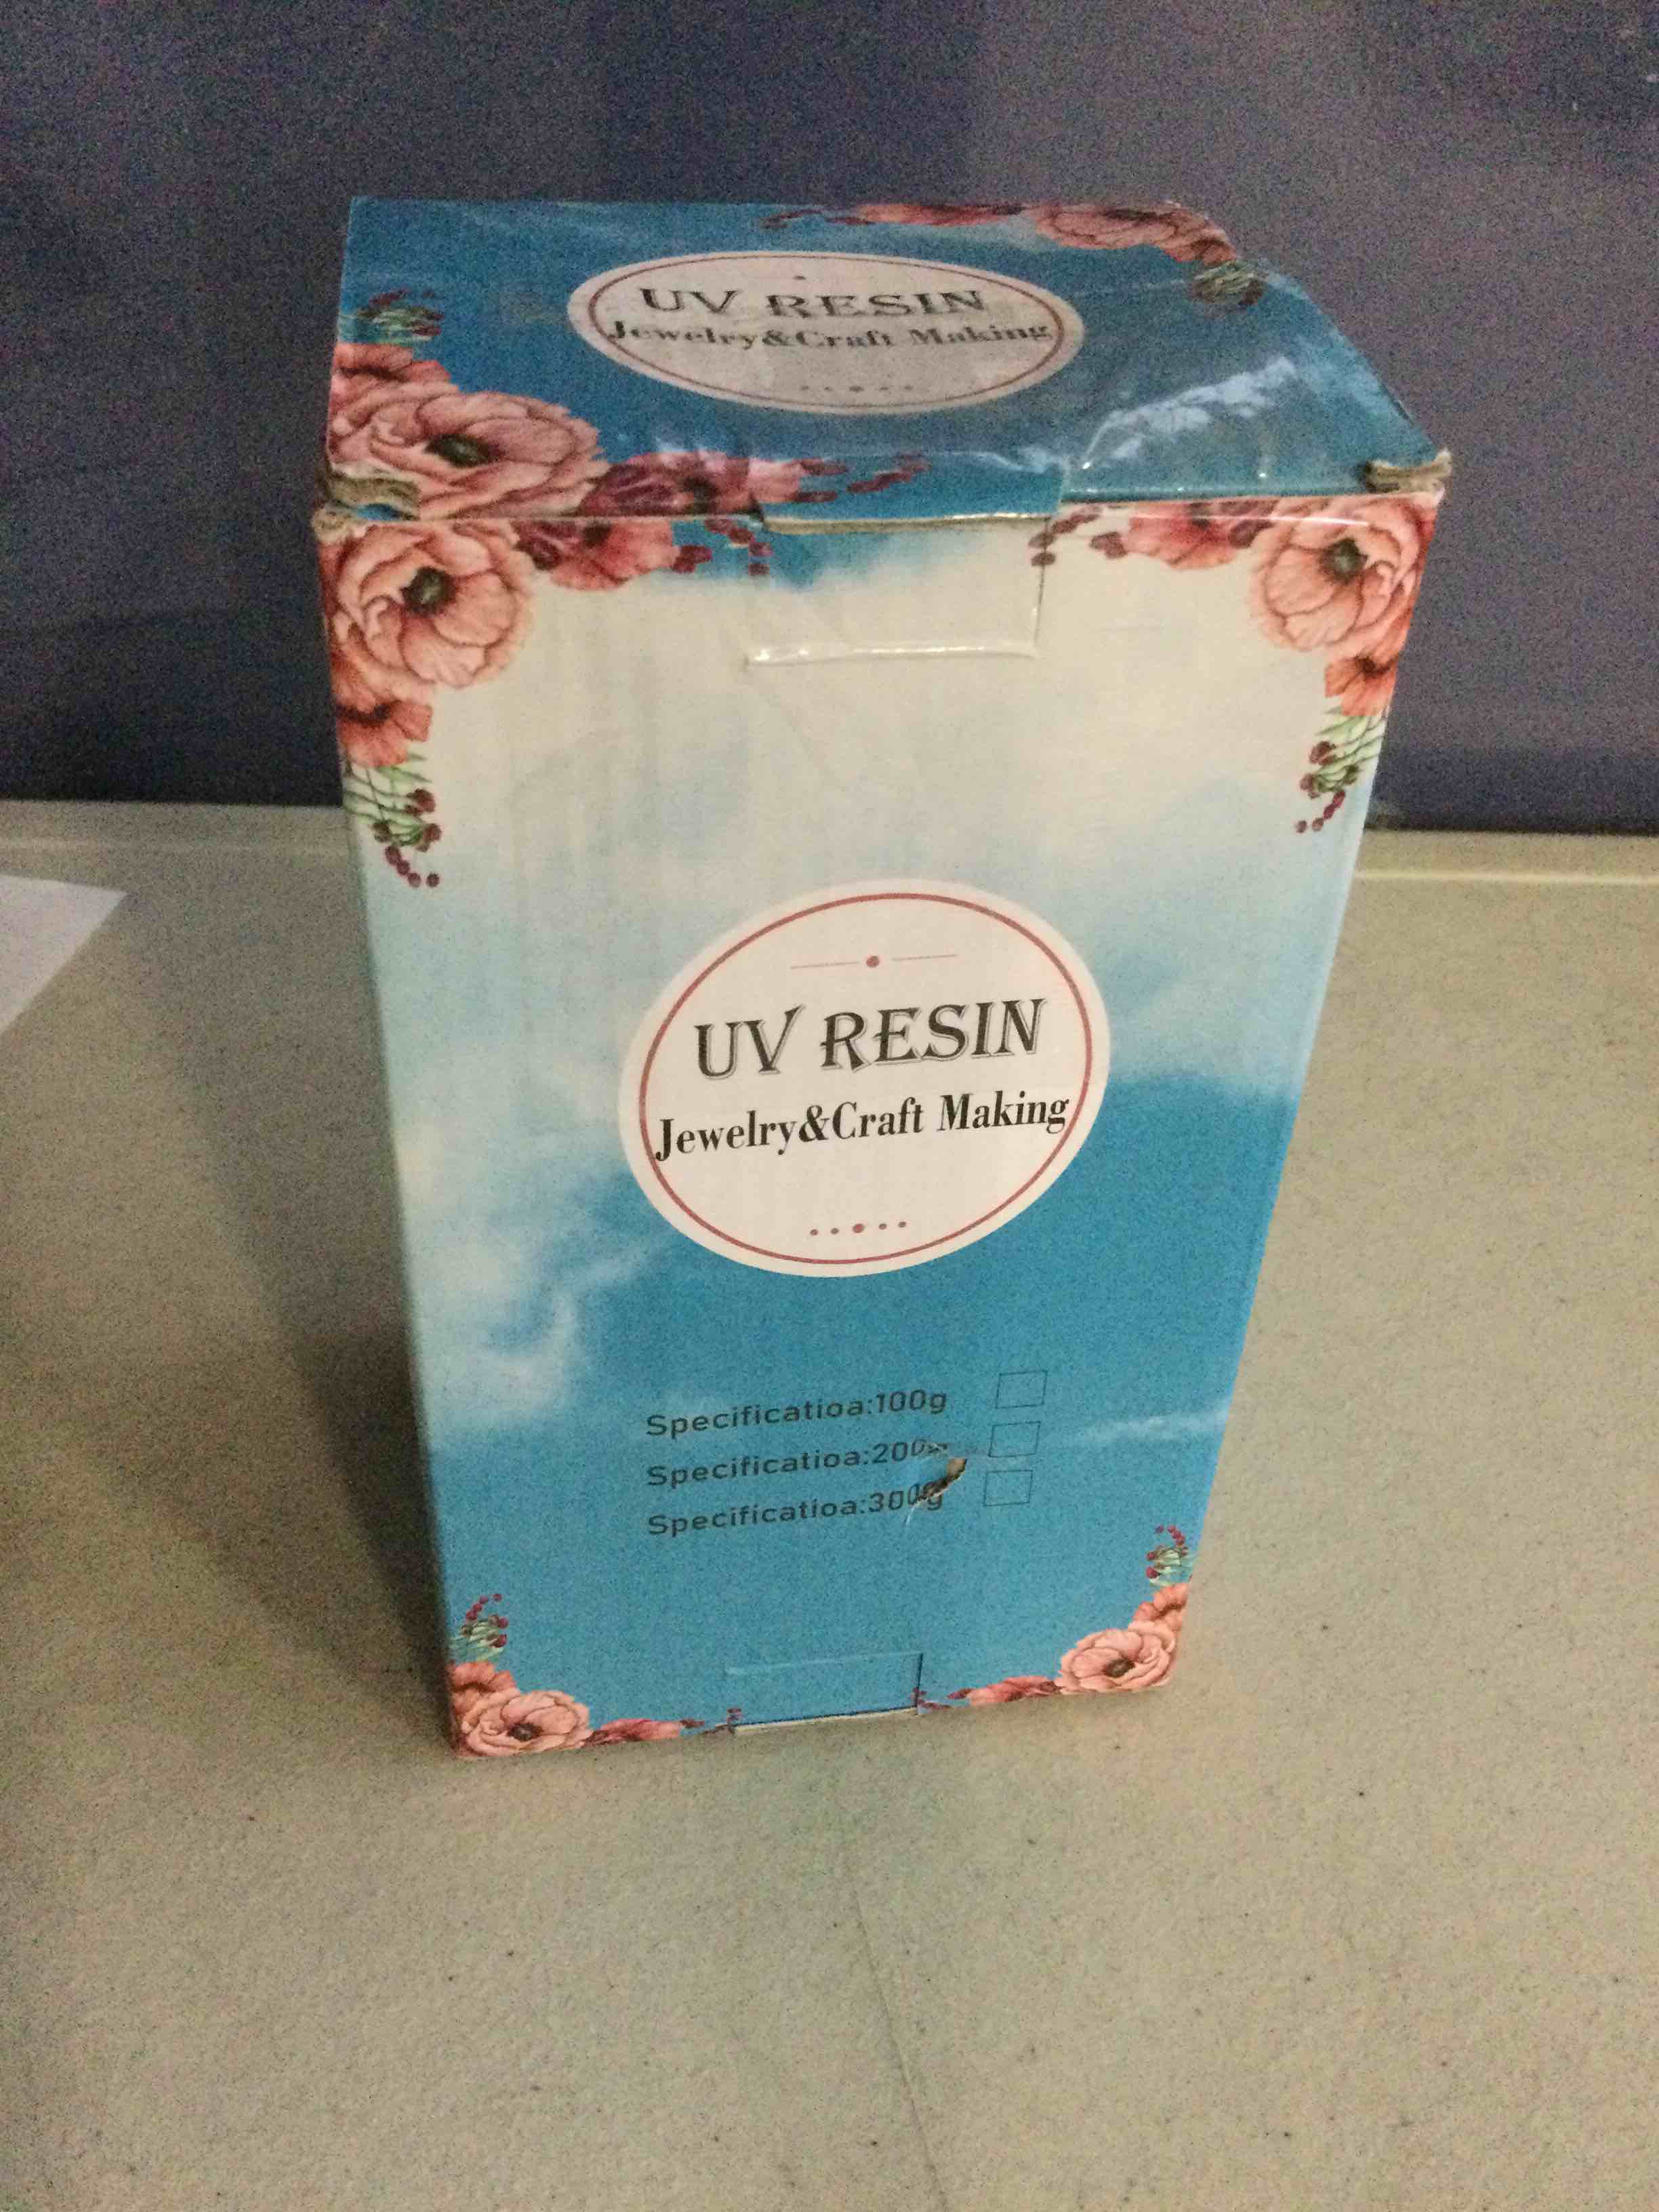 UV RESIN
Jewelry&Craft Making
UV RESIN
Jewelry&Craft Making
Specificatioa:100g
Specificatioa:200g
Specificatioa:300g